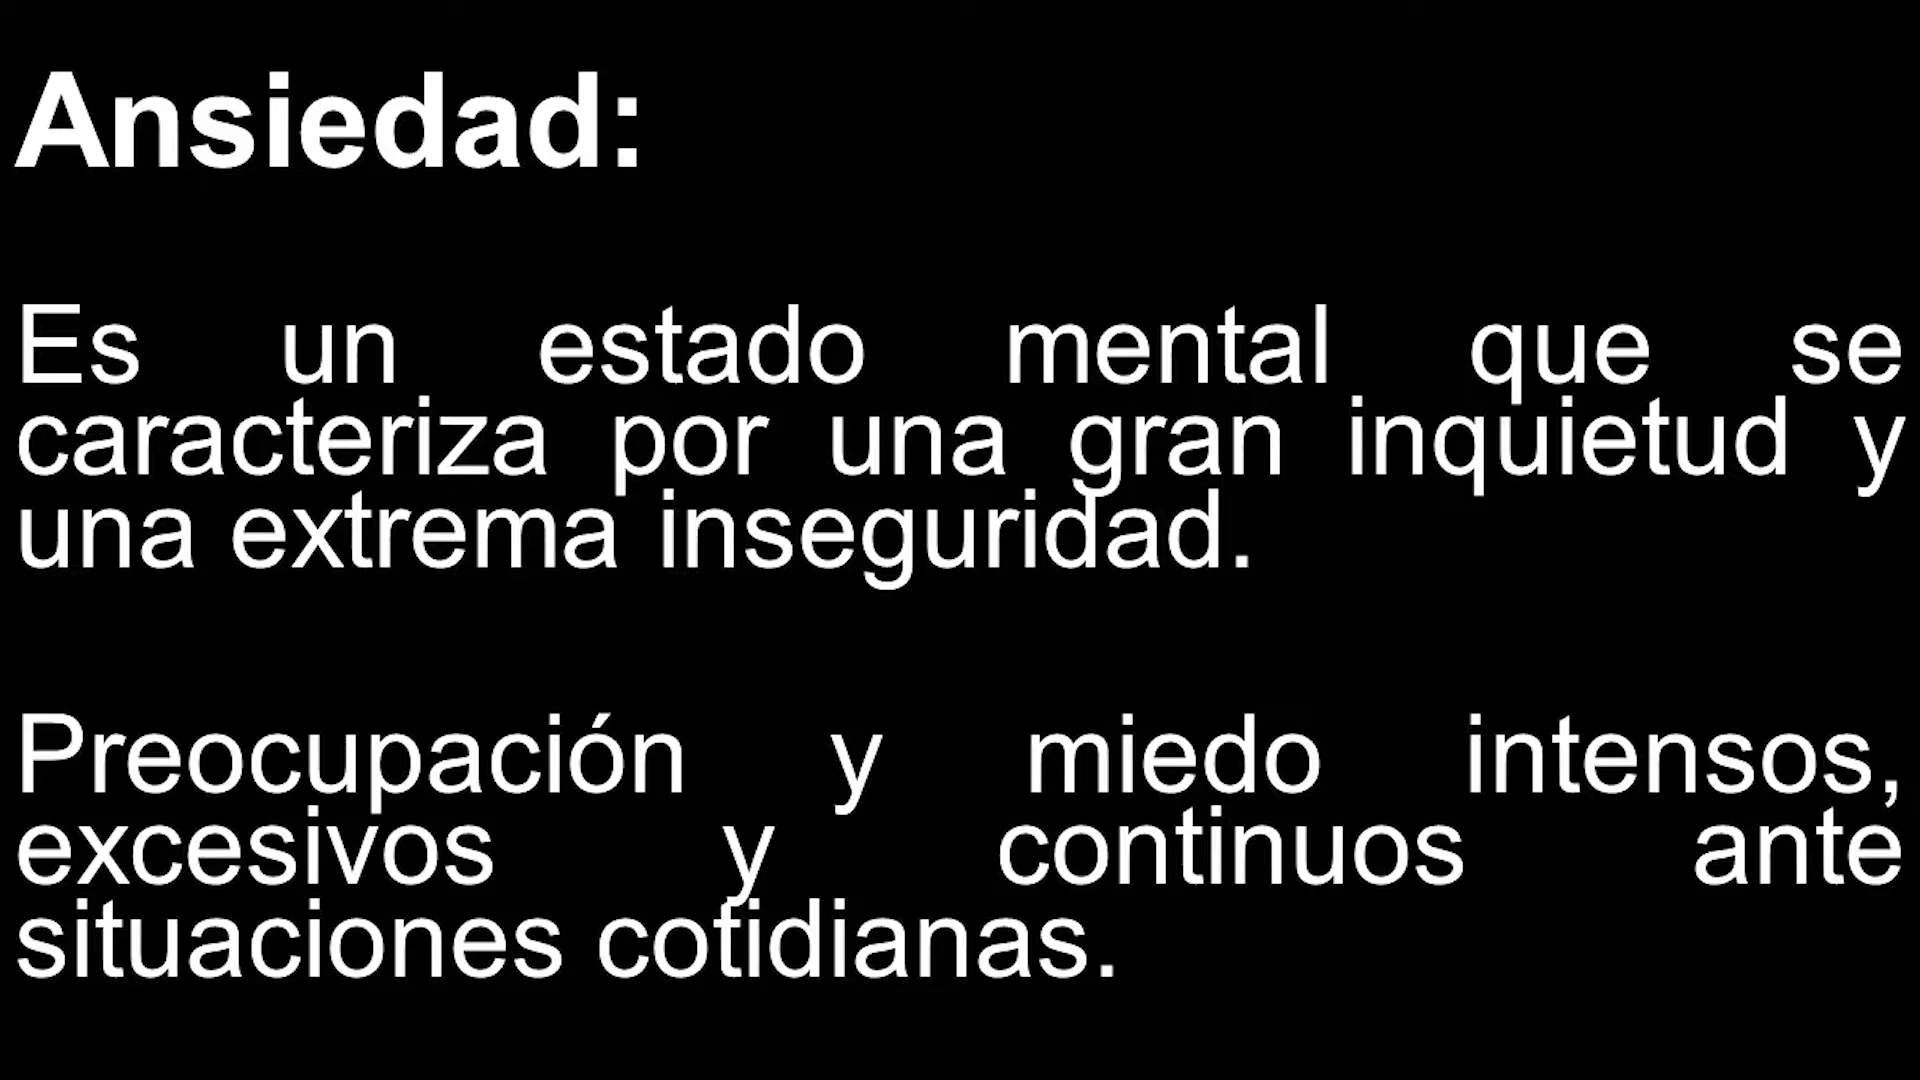 Ansiedad:
Es un estado mental que se
caracteriza por una gran inquietud y
una extrema inseguridad.
Preocupación y miedo intensos,
excesivos y continuos ante
situaciones cotidianas.